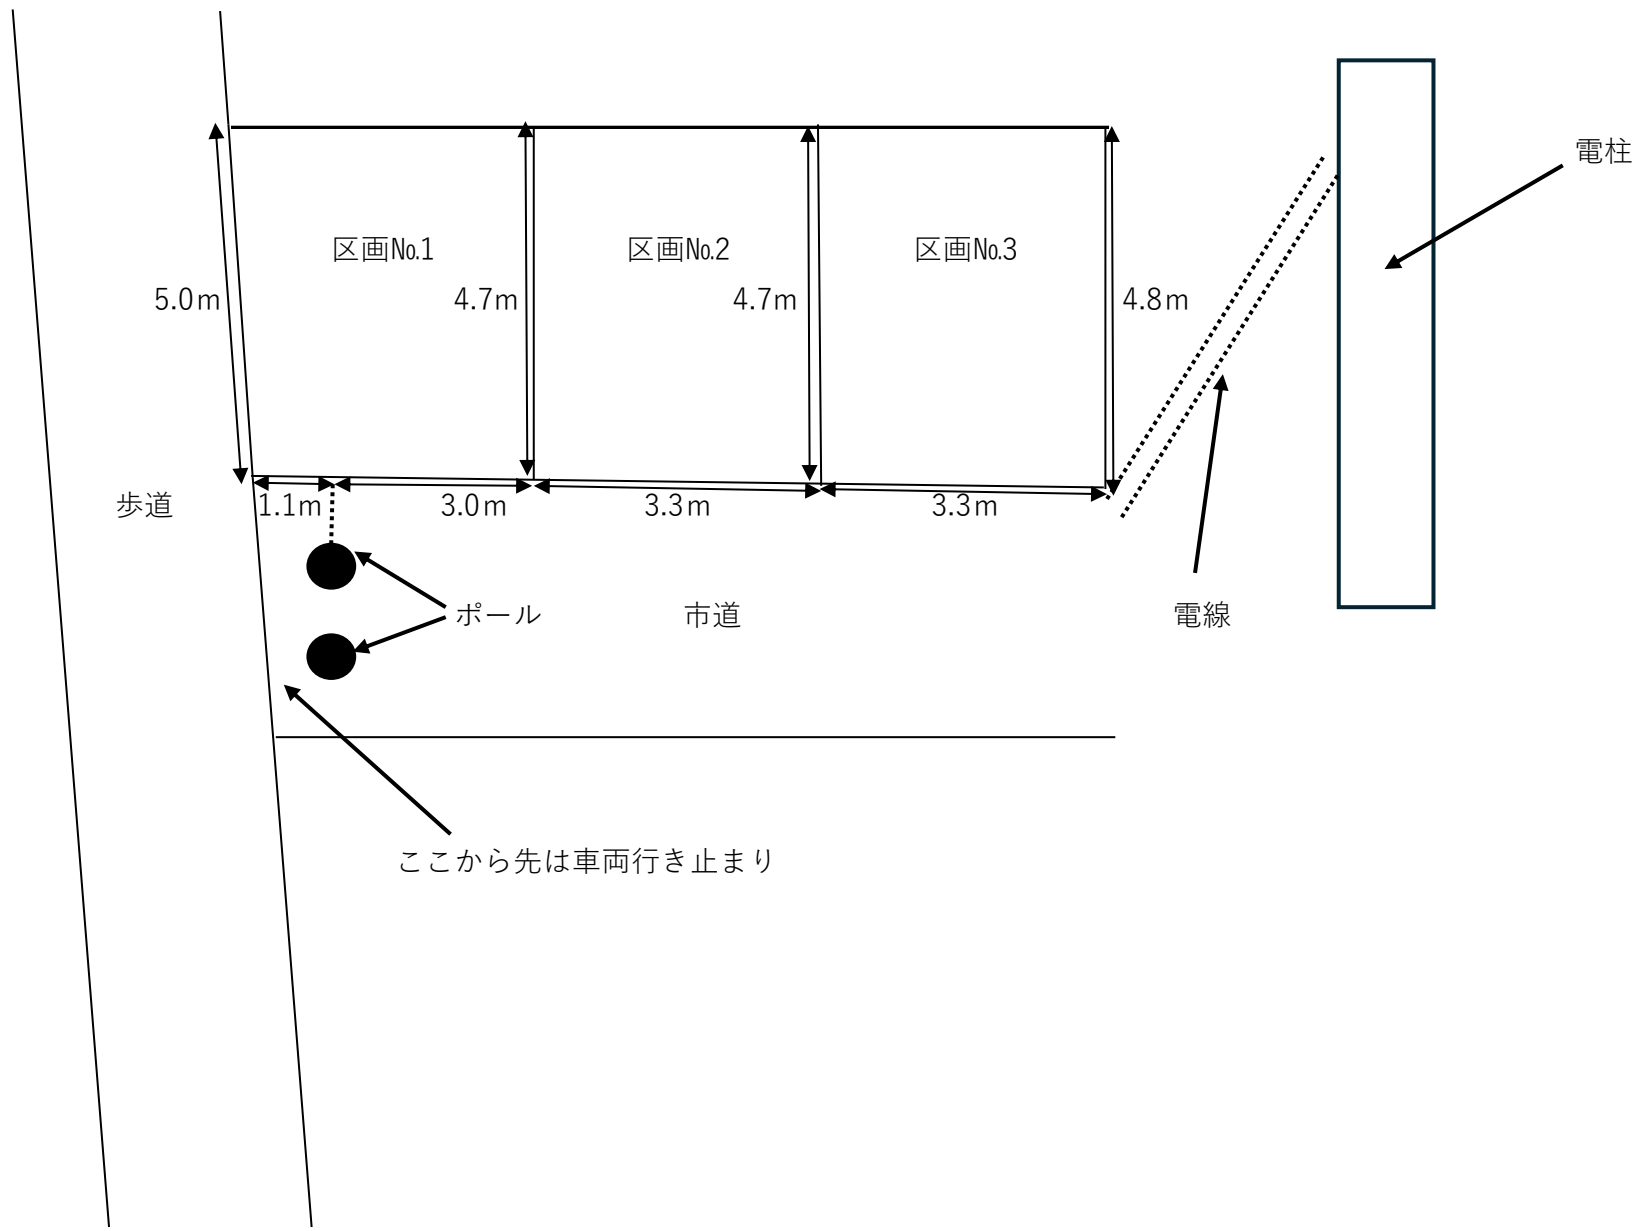 電柱
区画№1
区画№2
区画№3
5.0m
4.7m
4.7m
4.8m
歩道
1.1m
3.0m
3.3m
3.3m
ポール
市道
電線
ここから先は車両行き止まり